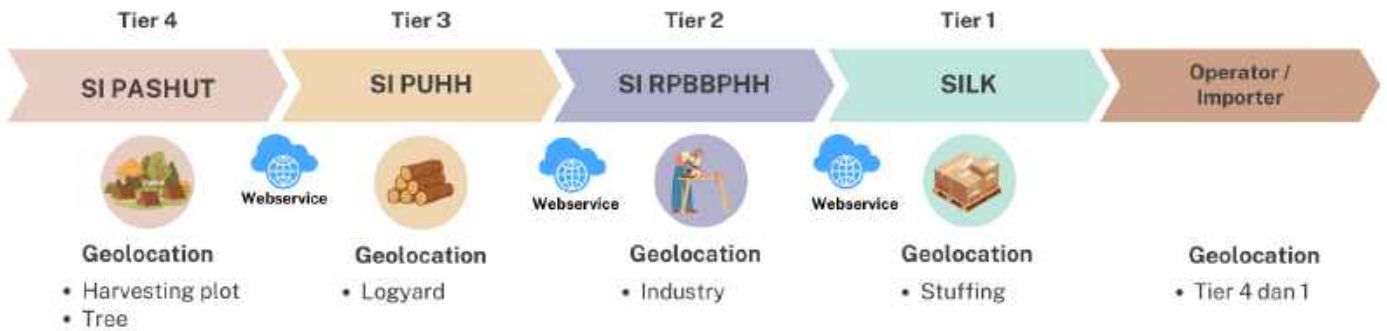 Tier 4
Tier 3
Tier 2
Tier 1
SI PASHUT
SI PUHH
SI RPBBPHH
SILK
Operator /
Importer
Webservice
Webservice
Webservice
Geolocation
• Harvesting plot
• Tree
Geolocation
• Logyard
Geolocation
• Industry
Geolocation
• Stuffing
Geolocation
• Tier 4 dan 1